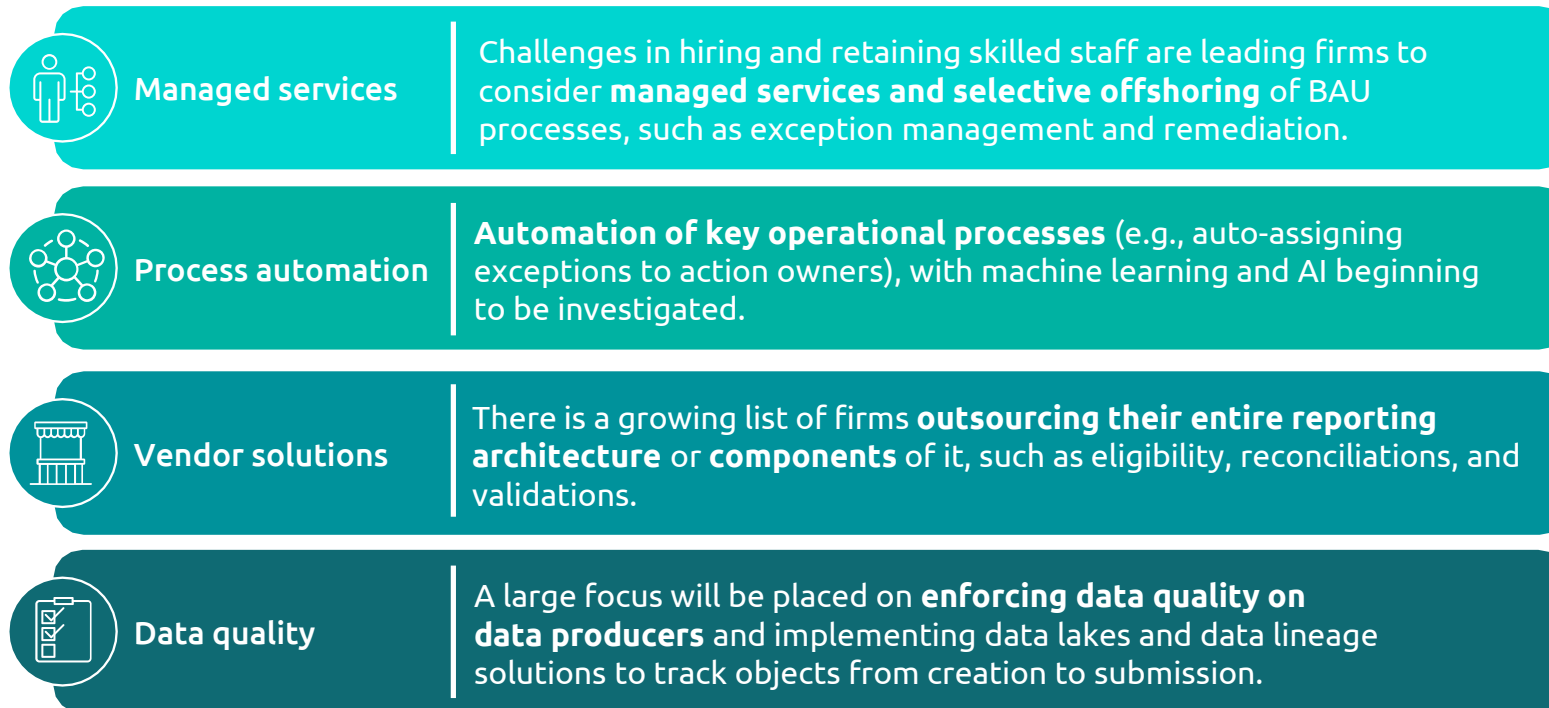 Managed services
Challenges in hiring and retaining skilled staff are leading firms to
consider managed services and selective offshoring of BAU
processes, such as exception management and remediation.
Process automation
Automation of key operational processes (e.g., auto-assigning
exceptions to action owners), with machine learning and AI beginning
to be investigated.
Vendor solutions
There is a growing list of firms outsourcing their entire reporting
architecture or components of it, such as eligibility, reconciliations, and
validations.
Data quality
A large focus will be placed on enforcing data quality on
data producers and implementing data lakes and data lineage
solutions to track objects from creation to submission.